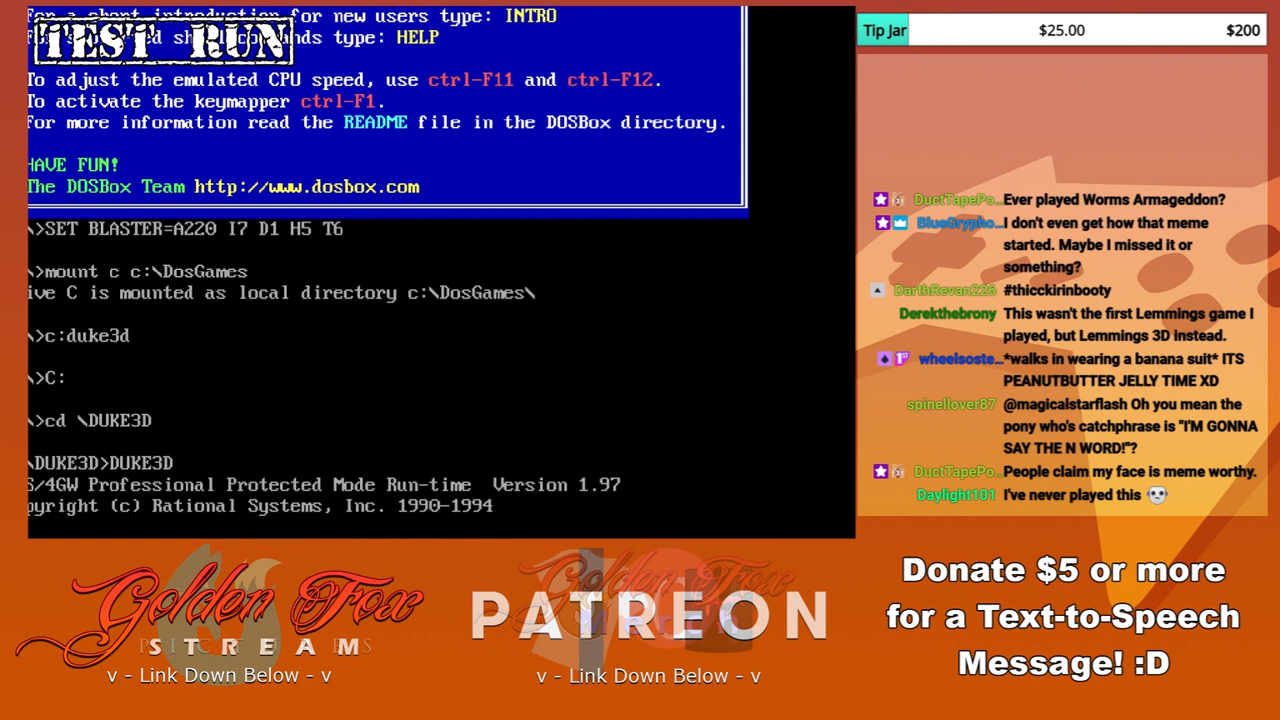 For a short introduction for new users type: INTRO
TEST RUN
type: HELP
To adjust the emulated CPU speed, use ctrl-F11 and ctrl-F12.
To activate the keymapper ctrl-F1.
For more information read the README file in the DOSBox directory.
HAVE FUN!
The DOSBox Team http://www.dosbox.com
\>SET BLASTER=A220 I7 D1 H5 T6
\>mount c c:\DosGames
ive C is mounted as local directory c:\DosGames\
\>c:duke3d
\>C:
\>cd \DUKE3D
\DUKE3D>DUKE3D
S/4GW Professional Protected Mode Run-time  Version 1.97
pyright (c) Rational Systems, Inc. 1990-1994
Tip Jar $25.00 $200
DuctTapePo... Ever played Worms Armageddon?
BlueGrypho... I don't even get how that meme
started. Maybe I missed it or
something?
DarthRevan226 #thicckirinbooty
Derekthebrony This wasn't the first Lemmings game I
played, but Lemmings 3D instead.
wheelsoste... *walks in wearing a banana suit* ITS
PEANUTBUTTER JELLY TIME XD
spinellover87 @magicalstarflash Oh you mean the
pony who's catchphrase is "I'M GONNA
SAY THE N WORD!"?
DuctTapePo... People claim my face is meme worthy.
Daylight101 I've never played this
Golden Fox
STREAM
v - Link Down Below - v
PATREON
v - Link Down Below - v
Donate $5 or more
for a Text-to-Speech
Message! :D